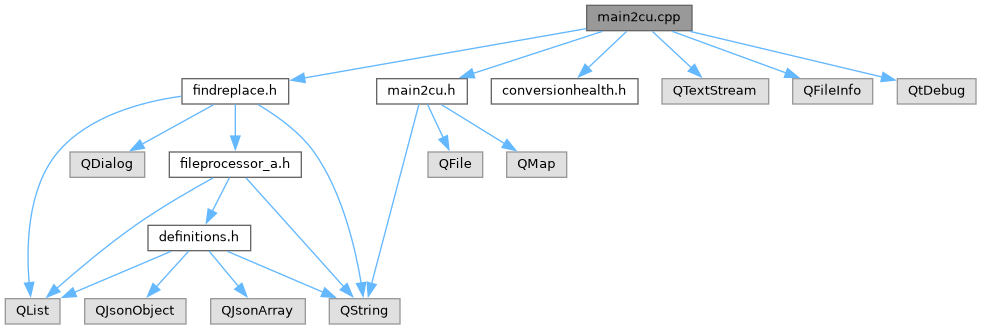 main2cu.cpp
findreplace.h
main2cu.h
conversionhealth.h
QTextStream
QFileInfo
QtDebug
QDialog
fileprocessor_a.h
QFile
QMap
definitions.h
QList
QJsonObject
QJsonArray
QString